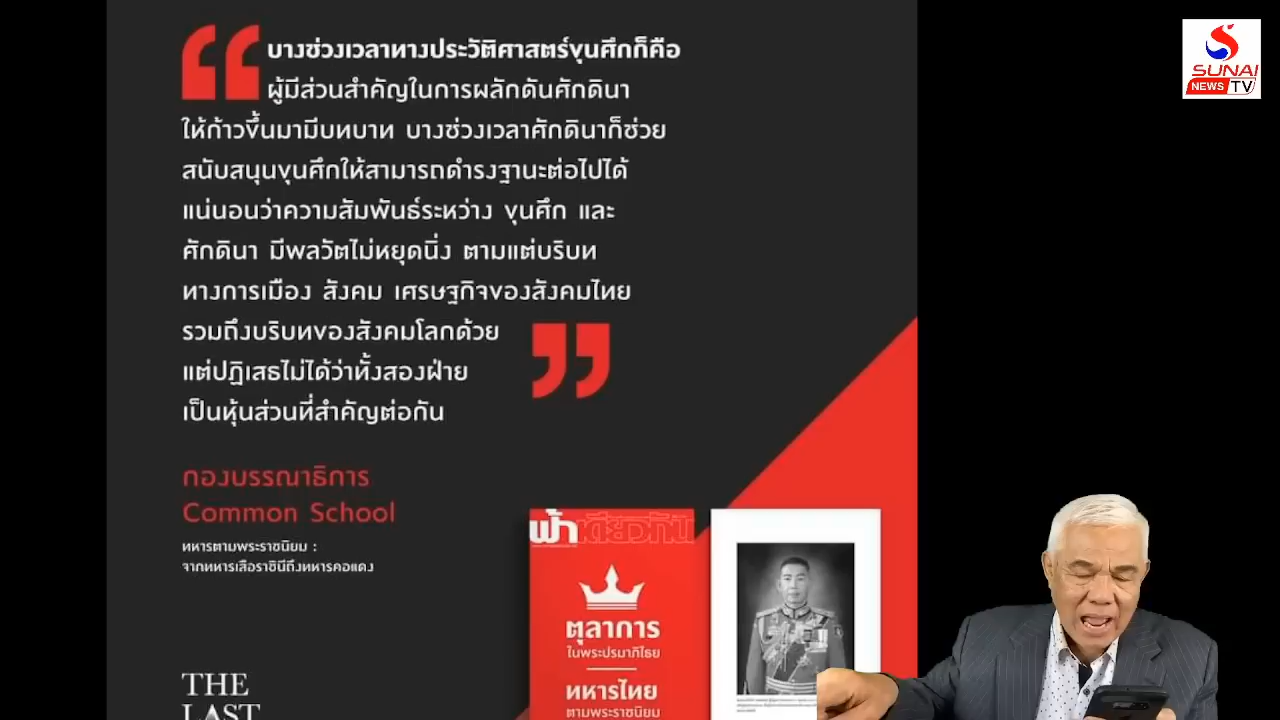 SUNAI
NEWS TV
บางช่วงเวลาทางประวัติศาสตร์ขุนศึกก็คือ
ผู้มีส่วนสำคัญในการผลักดันศักดินา
ให้ก้าวขึ้นมามีบทบาท บางช่วงเวลาศักดินาก็ช่วย
สนับสนุนขุนศึกให้สามารถดำรงฐานะต่อไปได้
แน่นอนว่าความสัมพันธ์ระหว่าง ขุนศึก และ
ศักดินา มีพลวัตไม่หยุดนิ่ง ตามแต่บริบท
ทางการเมือง สังคม เศรษฐกิจของสังคมไทย
รวมถึงบริบทของสังคมโลกด้วย
แต่ปฏิเสธไม่ได้ว่าทั้งสองฝ่าย
เป็นหุ้นส่วนที่สำคัญต่อกัน
กองบรรณาธิการ
Common School
ทหารตามพระราชนิยม :
จากทหารเสือราชินีถึงทหารคอแดง
THE
LAST
ฟ้าเดียวกัน
ตุลาการ
ในพระปรมาภิไธย
ทหารไทย
ตามพระราชนิยม